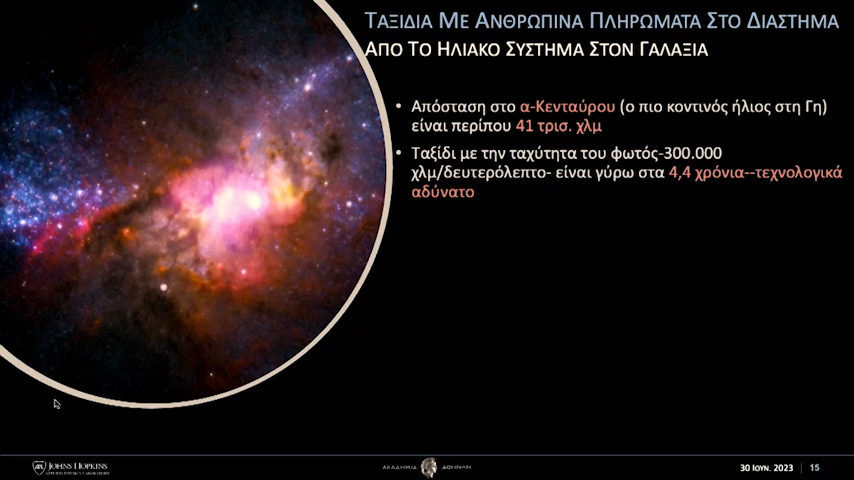 Ταξιδια Με Ανθρωπινα Πληρωματα Στο Διαστημα
Απο Το Ηλιακο Συστημα Στον Γαλαξια
• Απόσταση στο α-Κενταύρου (ο πιο κοντινός ήλιος στη Γη)
είναι περίπου 41 τρισ. χλμ
• Ταξίδι με την ταχύτητα του φωτός-300.000
χλμ/δευτερόλεπτο- είναι γύρω στα 4,4 χρόνια--τεχνολογικά
αδύνατο
APL Johns Hopkins
ΑΚΑΔΗΜΙΑ ΑΘΗΝΩΝ
30 Ιουν. 2023 | 15